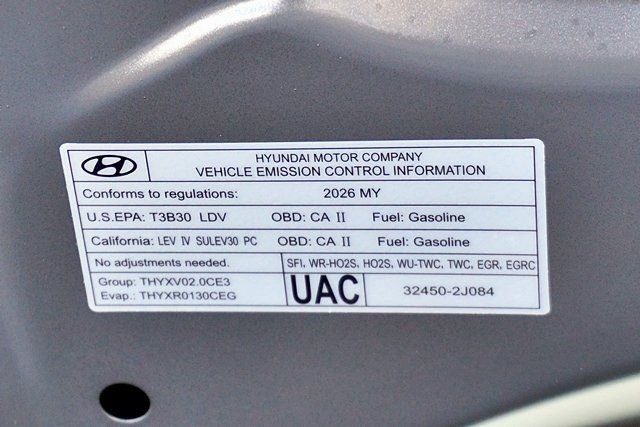 HYUNDAI MOTOR COMPANY
VEHICLE EMISSION CONTROL INFORMATION
Conforms to regulations: 2026 MY
U.S.EPA: T3B30 LDV OBD: CA II Fuel: Gasoline
California: LEV IV SULEV30 PC OBD: CA II Fuel: Gasoline
No adjustments needed. SFI, WR-HO2S, HO2S, WU-TWC, TWC, EGR, EGRC
Group: THYXV02.0CE3
Evap.: THYXR0130CEG
UAC 32450-2J084